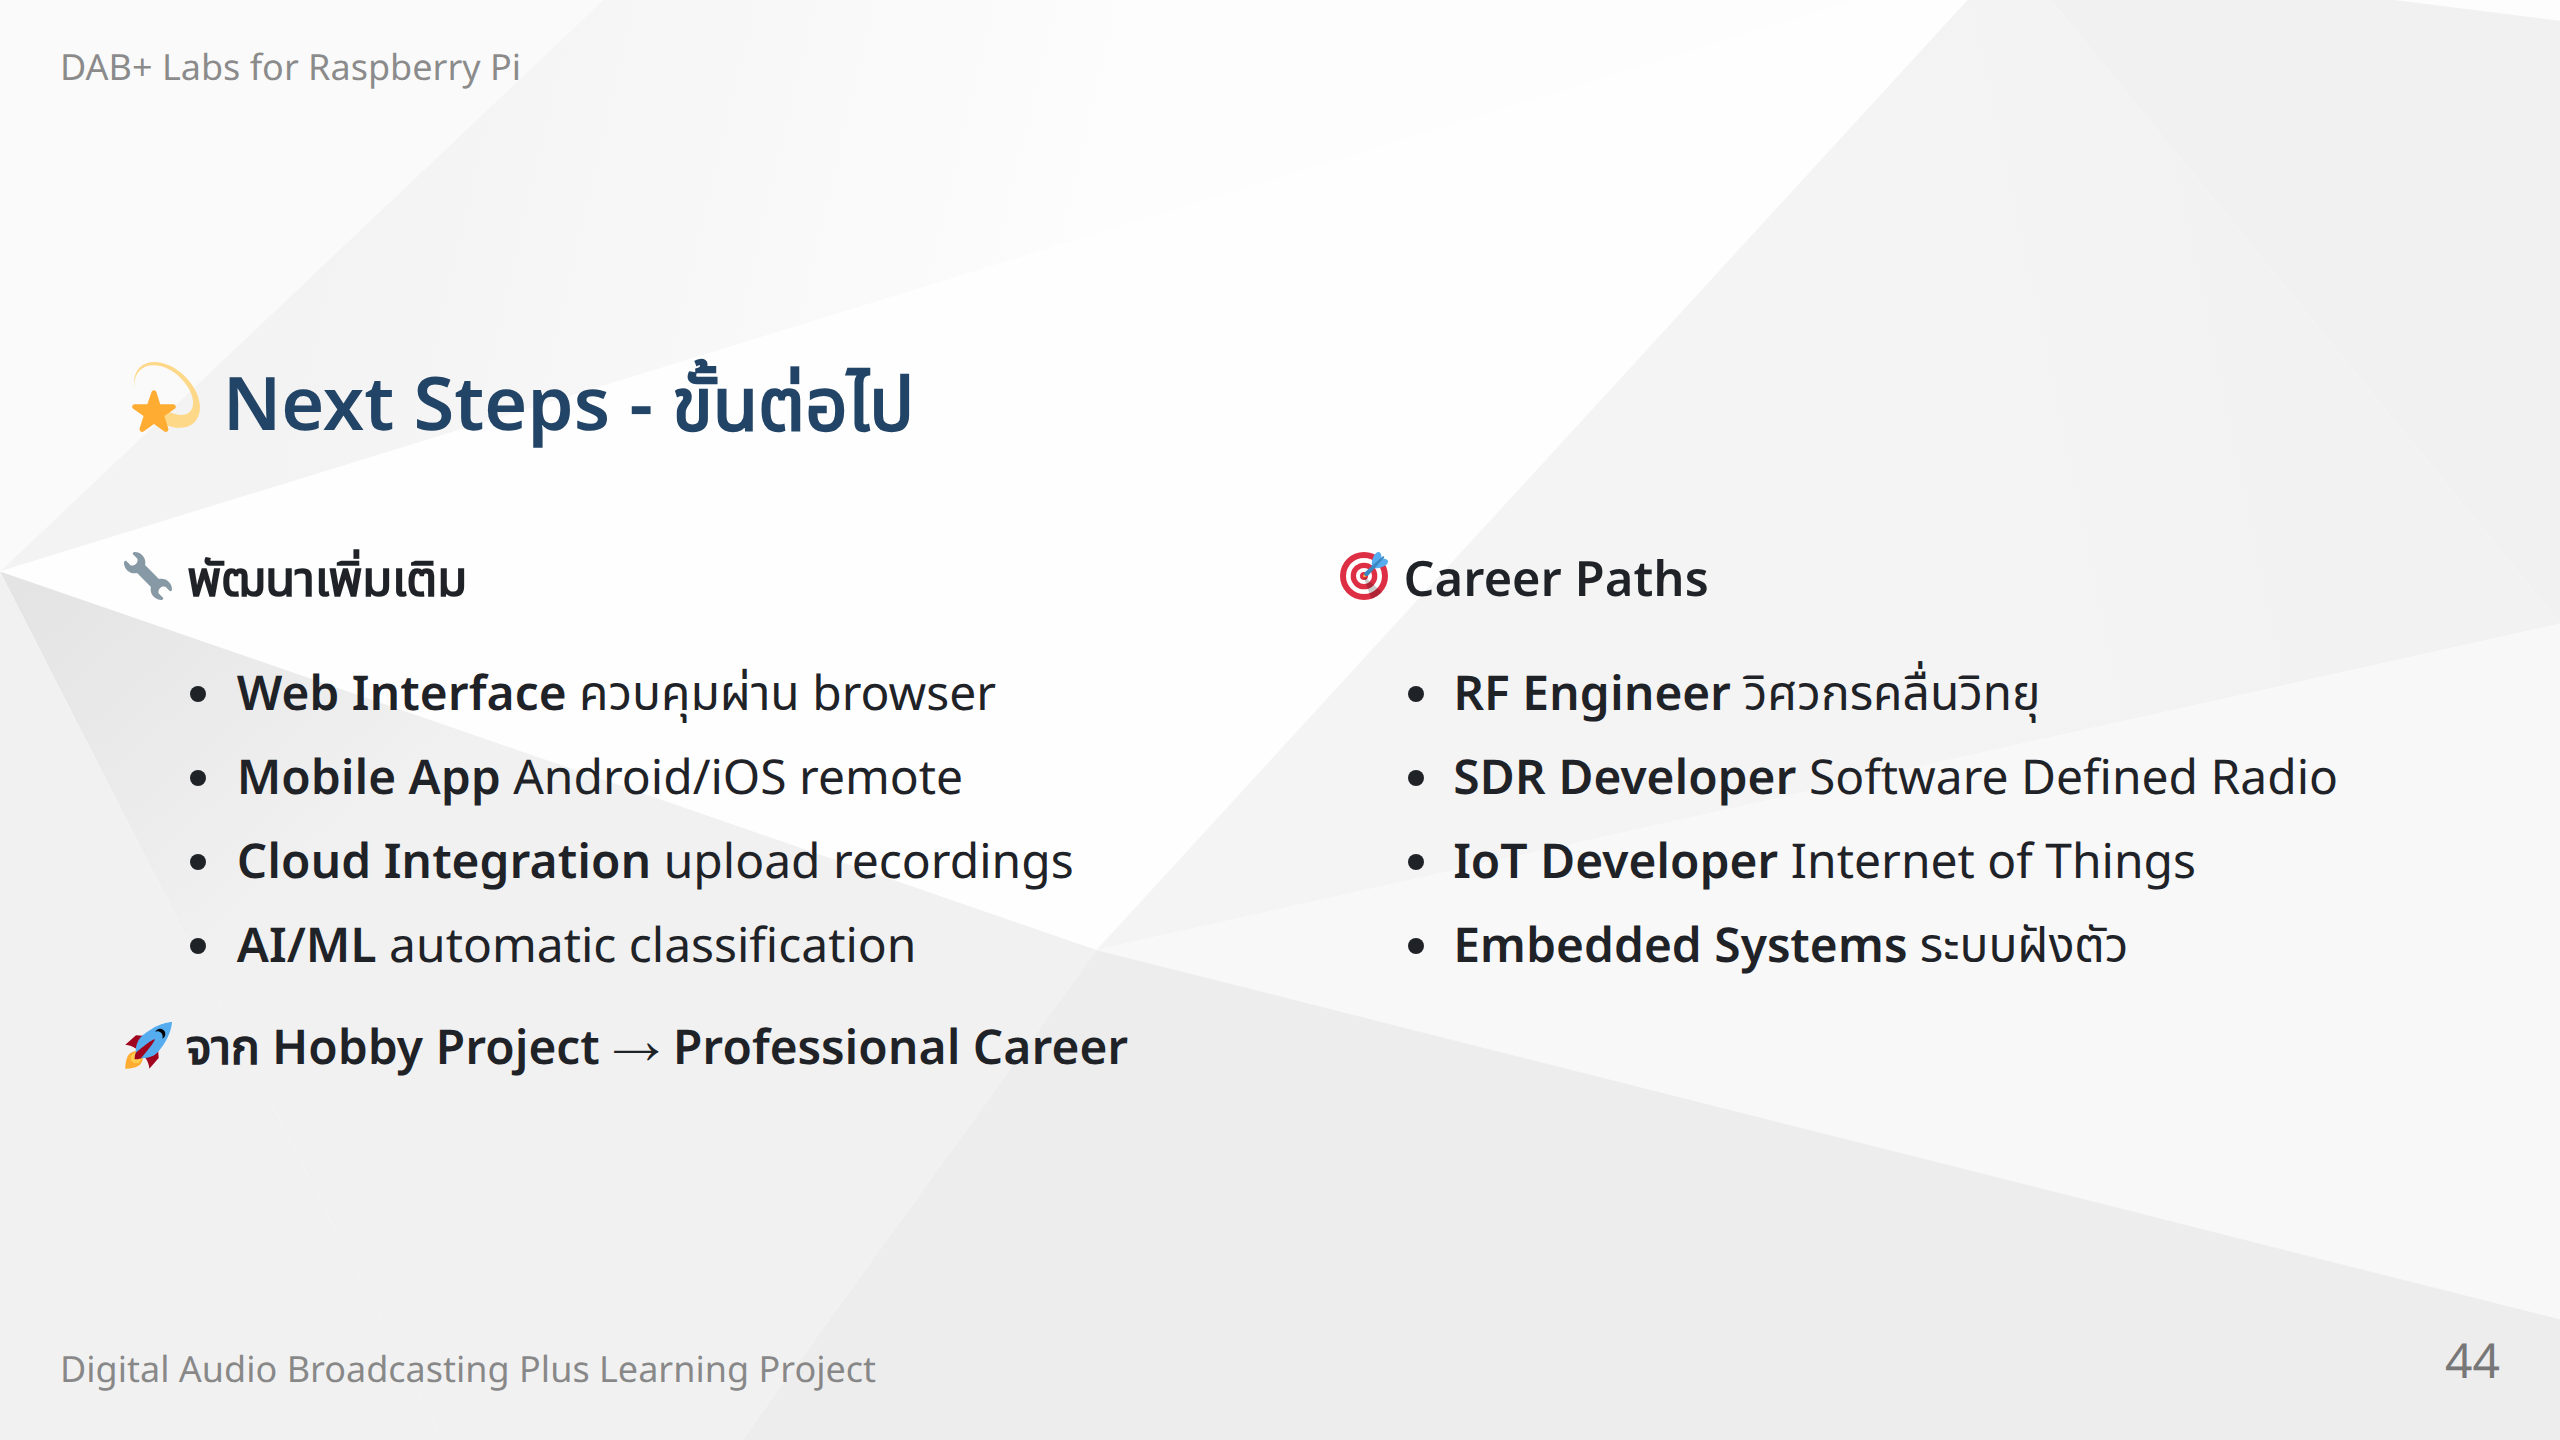 DAB+ Labs for Raspberry Pi
💫 Next Steps - ขั้นต่อไป
🔧 พัฒนาเพิ่มเติม
• Web Interface ควบคุมผ่าน browser
• Mobile App Android/iOS remote
• Cloud Integration upload recordings
• AI/ML automatic classification
🎯 Career Paths
• RF Engineer วิศวกรคลื่นวิทยุ
• SDR Developer Software Defined Radio
• IoT Developer Internet of Things
• Embedded Systems ระบบฝังตัว
🚀 จาก Hobby Project → Professional Career
Digital Audio Broadcasting Plus Learning Project
44